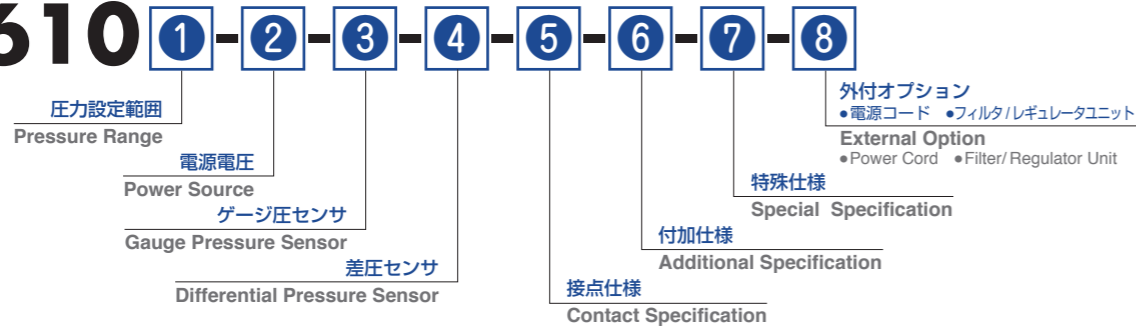 610 ①-②-③-④-⑤-⑥-⑦-⑧
圧力設定範囲
Pressure Range
電源電圧
Power Source
ゲージ圧センサ
Gauge Pressure Sensor
差圧センサ
Differential Pressure Sensor
接点仕様
Contact Specification
付加仕様
Additional Specification
特殊仕様
Special Specification
外付オプション
●電源コード ●フィルタ/レギュレータユニット
External Option
●Power Cord ●Filter/Regulator Unit